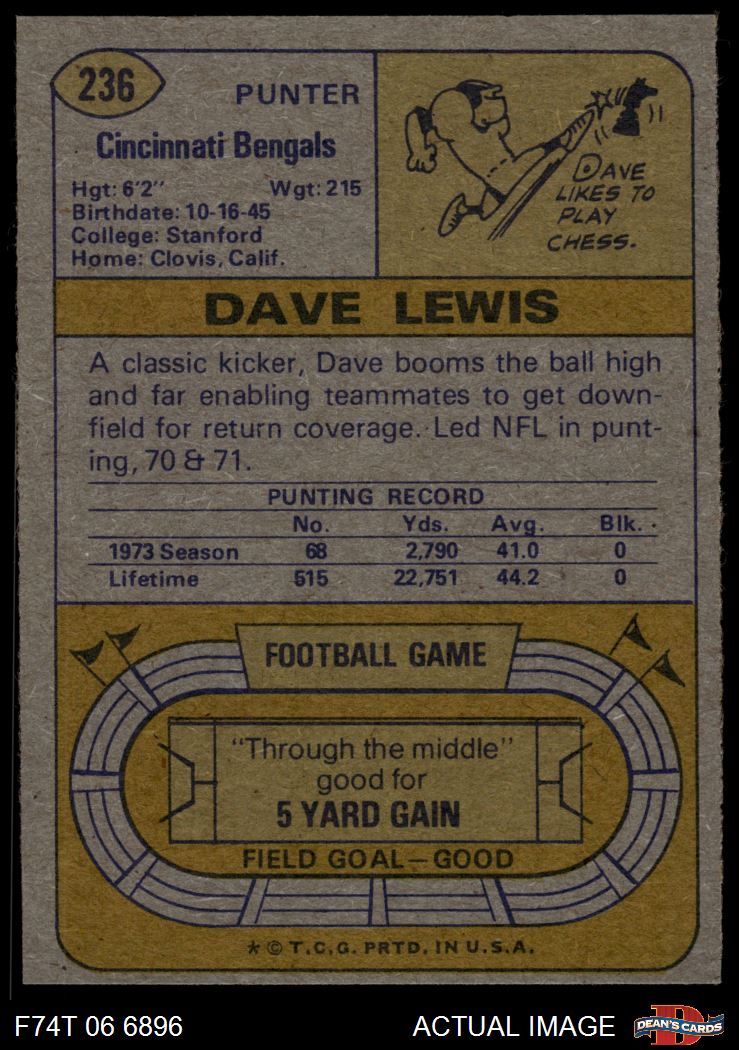 236
PUNTER
Cincinnati Bengals
Hgt: 6'2" Wgt: 215
Birthdate: 10-16-45
College: Stanford
Home: Clovis, Calif.
DAVE
LIKES TO
PLAY
CHESS.
DAVE LEWIS
A classic kicker, Dave booms the ball high
and far enabling teammates to get down-
field for return coverage. Led NFL in punt-
ing, 70 & 71.
PUNTING RECORD
No. Yds. Avg. Blk.
1973 Season 68 2,790 41.0 0
Lifetime 515 22,751 44.2 0
FOOTBALL GAME
"Through the middle"
good for
5 YARD GAIN
FIELD GOAL—GOOD
* © T.C.G. PRTD. IN U.S.A.
F74T 06 6896 ACTUAL IMAGE DEAN'S CARDS